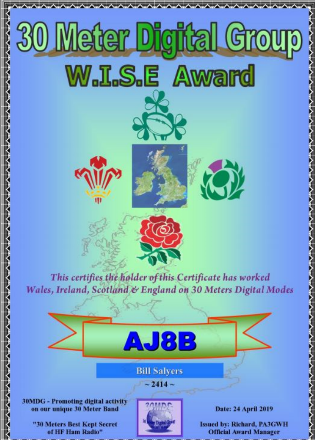 30 Meter Digital Group
W.I.S.E Award
This certifies the holder of this Certificate has worked
Wales, Ireland, Scotland & England on 30 Meters Digital Modes
AJ8B
Bill Salyers
~ 2414 ~
30MDG - Promoting digital activity
on our unique 30 Meter Band
"30 Meters Best Kept Secret
of HF Ham Radio"
30MDG
Date: 24 April 2019
Issued by: Richard, PA3GWH
Official Award Manager